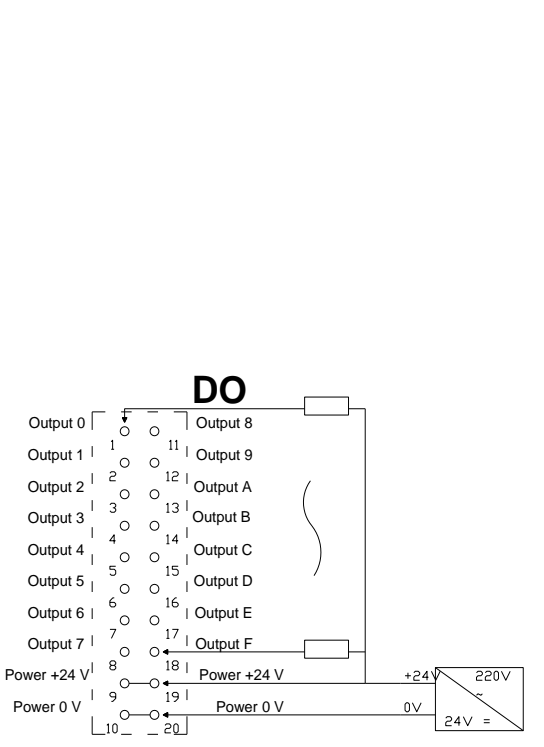 DO
Output 0
Output 8
1
11
Output 1
Output 9
2
12
Output 2
Output A
3
13
Output 3
Output B
4
14
Output 4
Output C
5
15
Output 5
Output D
6
16
Output 6
Output E
7
17
Output 7
Output F
8
18
Power +24 V
Power +24 V
+24V
220V
9
19
~
Power 0 V
Power 0 V
0V
10
20
24V =